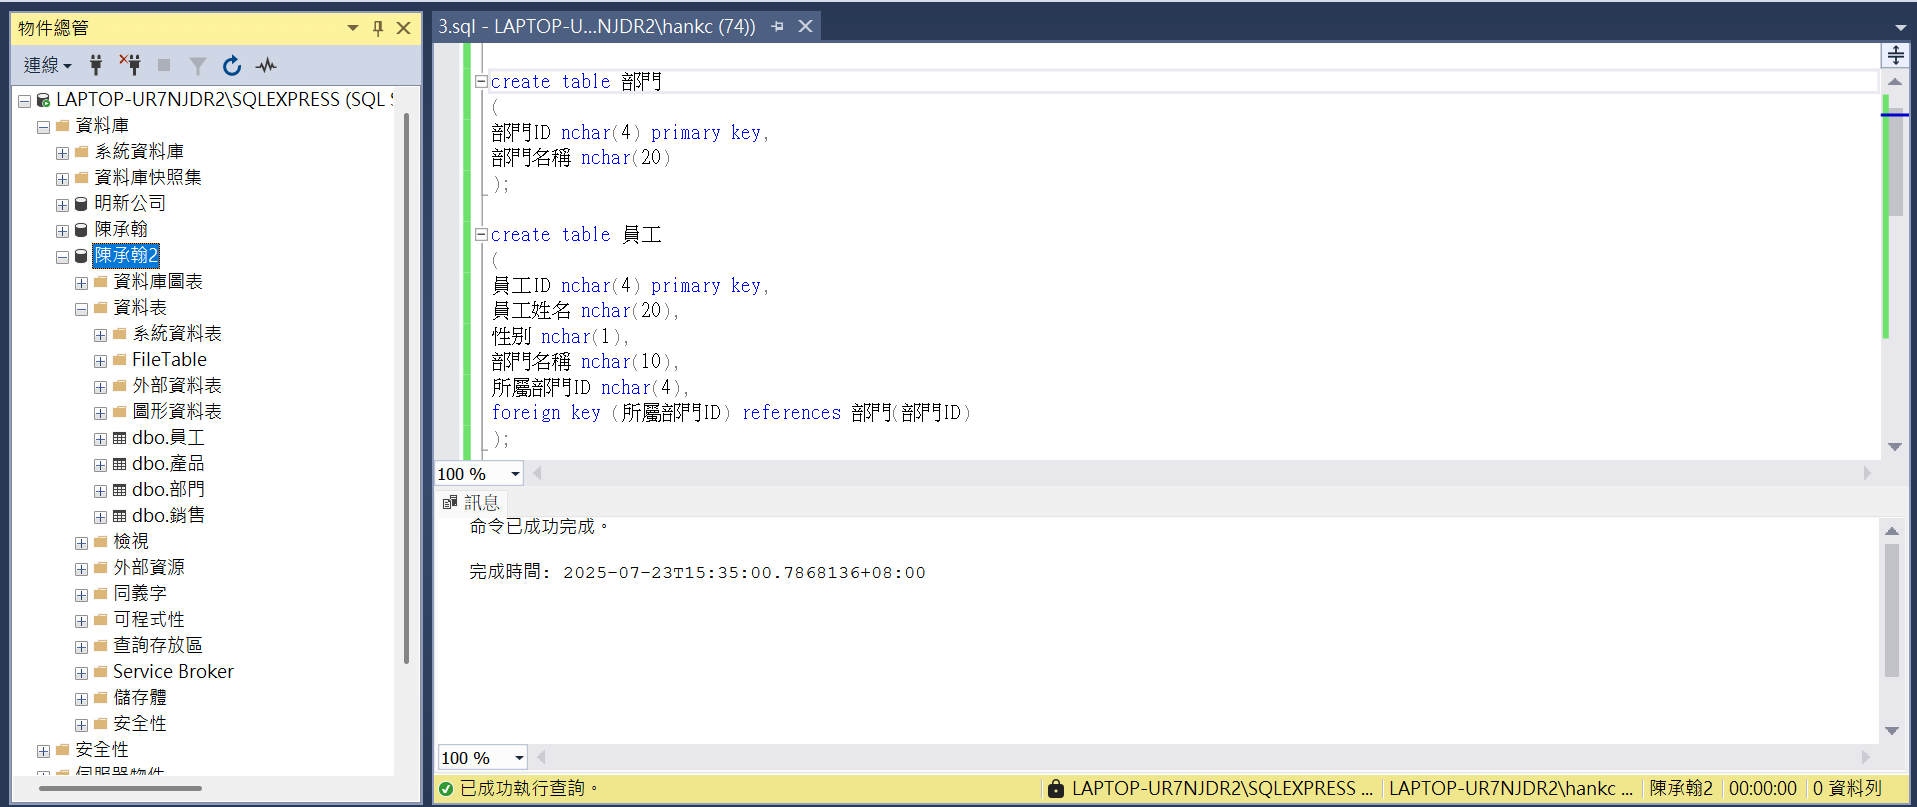 物件總管
連線
LAPTOP-UR7NJDR2\SQLEXPRESS (SQL S
資料庫
系統資料庫
資料庫快照集
明新公司
陳承翰
陳承翰2
資料庫圖表
資料表
系統資料表
FileTable
外部資料表
圖形資料表
dbo.員工
dbo.產品
dbo.部門
dbo.銷售
檢視
外部資源
同義字
可程式性
查詢存放區
Service Broker
儲存體
安全性
安全性
伺服器物件
3.sql - LAPTOP-U...NJDR2\hankc (74))
create table 部門
(
部門ID nchar(4) primary key,
部門名稱 nchar(20)
);
create table 員工
(
員工ID nchar(4) primary key,
員工姓名 nchar(20),
性別 nchar(1),
部門名稱 nchar(10),
所屬部門ID nchar(4),
foreign key (所屬部門ID) references 部門(部門ID)
);
100 %
訊息
命令已成功完成。
完成時間: 2025-07-23T15:35:00.7868136+08:00
100 %
已成功執行查詢。
LAPTOP-UR7NJDR2\SQLEXPRESS ...
LAPTOP-UR7NJDR2\hankc ...
陳承翰2
00:00:00
0 資料列